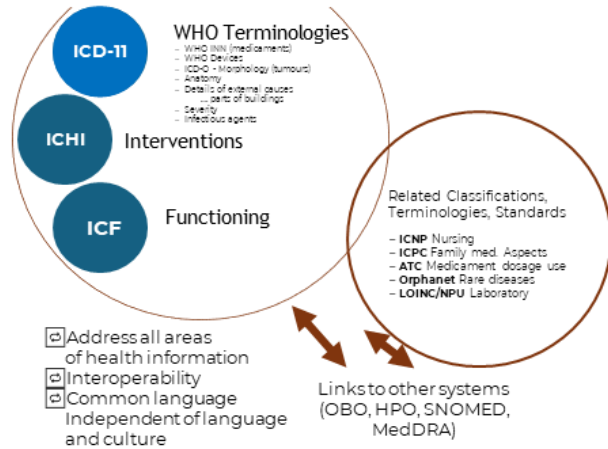 ICD-11
WHO Terminologies
– WHO INN (medicaments)
– WHO Devices
– ICD-O - Morphology (tumours)
– Anatomy
– Details of external causes
.... parts of buildings
– Severity
– Infectious agents
ICHI
Interventions
ICF
Functioning
Related Classifications,
Terminologies, Standards
– ICNP Nursing
– ICPC Family med. Aspects
– ATC Medicament dosage use
– Orphanet Rare diseases
– LOINC/NPU Laboratory
Address all areas
of health information
Interoperability
Common language
Independent of language
and culture
Links to other systems
(OBO, HPO, SNOMED,
MedDRA)